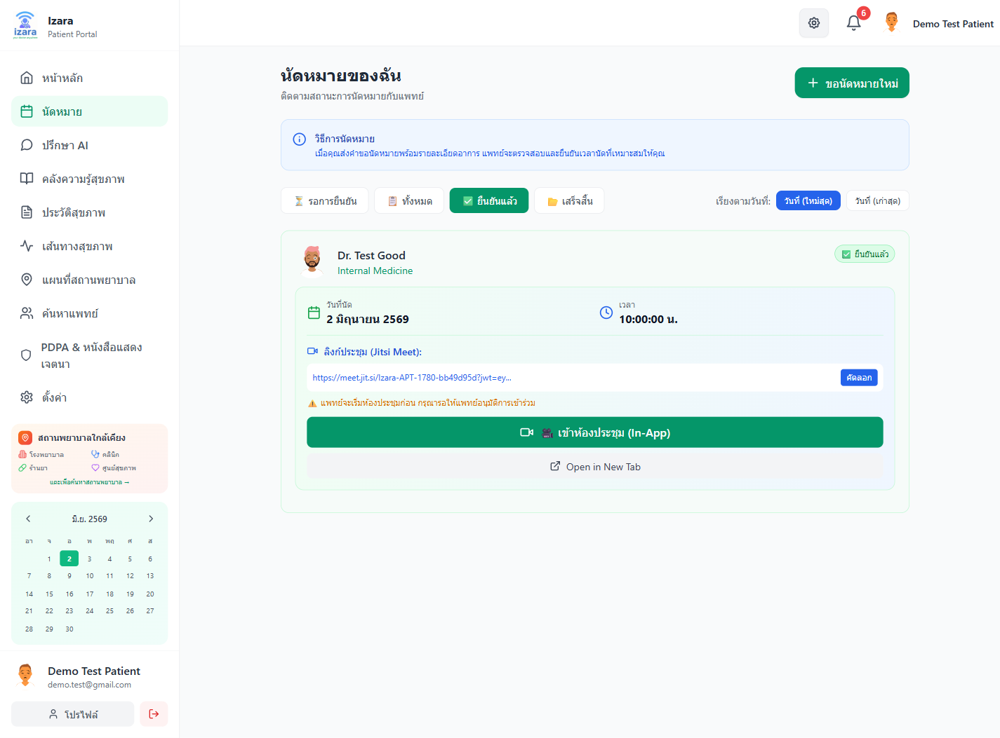 izara
Izara
Patient Portal
6
Demo Test Patient
หน้าหลัก
นัดหมาย
ปรึกษา AI
คลังความรู้สุขภาพ
ประวัติสุขภาพ
เส้นทางสุขภาพ
แผนที่สถานพยาบาล
ค้นหาแพทย์
PDPA & หนังสือแสดง
เจตนา
ตั้งค่า
สถานพยาบาลใกล้เคียง
โรงพยาบาล
คลินิก
ร้านยา
ศูนย์สุขภาพ
แตะเพื่อค้นหาสถานพยาบาล →
มิ.ย. 2569
อา จ อ พ พฤ ศ ส
1 2 3 4 5 6
7 8 9 10 11 12 13
14 15 16 17 18 19 20
21 22 23 24 25 26 27
28 29 30
Demo Test Patient
demo.test@gmail.com
โปรไฟล์
นัดหมายของฉัน
ติดตามสถานะการนัดหมายกับแพทย์
ขอนัดหมายใหม่
วิธีการนัดหมาย
เมื่อคุณส่งคำขอนัดหมายพร้อมรายละเอียดอาการ แพทย์จะตรวจสอบและยืนยันเวลานัดที่เหมาะสมให้คุณ
รอการยืนยัน
ทั้งหมด
ยืนยันแล้ว
เสร็จสิ้น
เรียงตามวันที่:
วันที่ (ใหม่สุด)
วันที่ (เก่าสุด)
Dr. Test Good
Internal Medicine
ยืนยันแล้ว
วันที่นัด
2 มิถุนายน 2569
เวลา
10:00:00 น.
ลิงก์ประชุม (Jitsi Meet):
https://meet.jit.si/Izara-APT-1780-bb49d95d?jwt=ey...
คัดลอก
แพทย์จะเริ่มห้องประชุมก่อน กรุณารอให้แพทย์อนุมัติการเข้าร่วม
เข้าห้องประชุม (In-App)
Open in New Tab